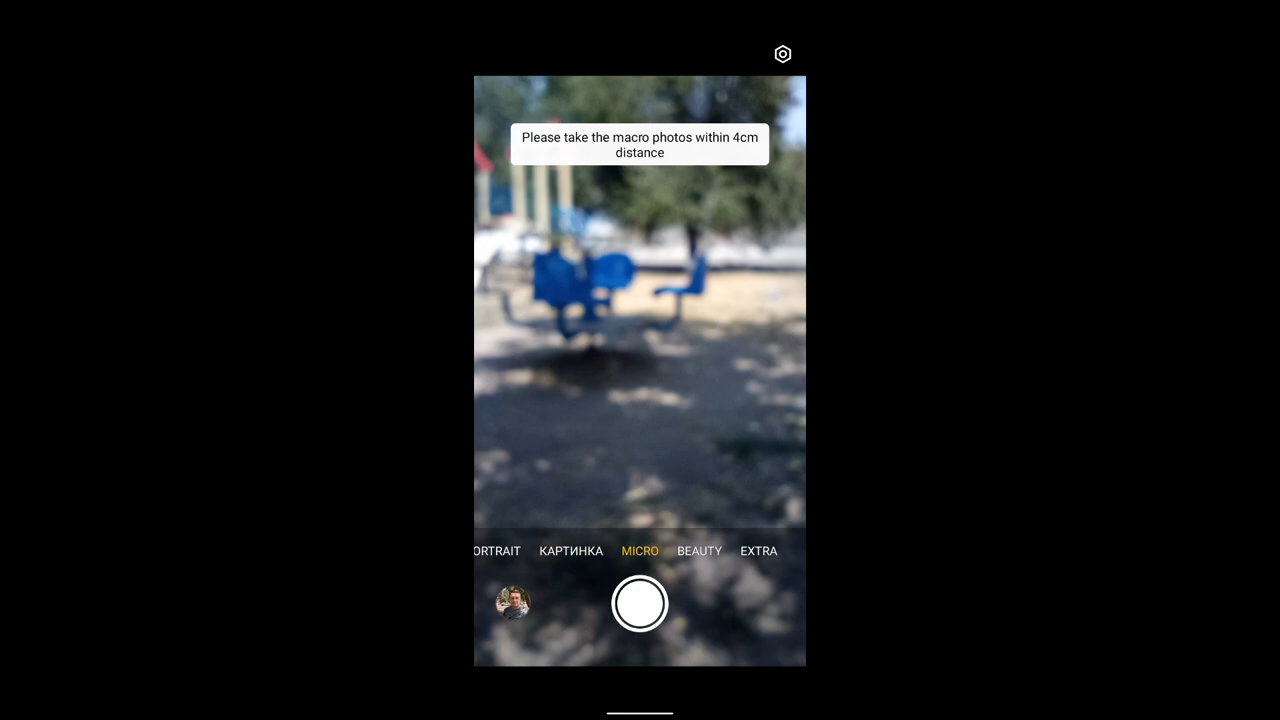 Please take the macro photos within 4cm
distance
ORTRAIT КАРТИНКА MICRO BEAUTY EXTRA